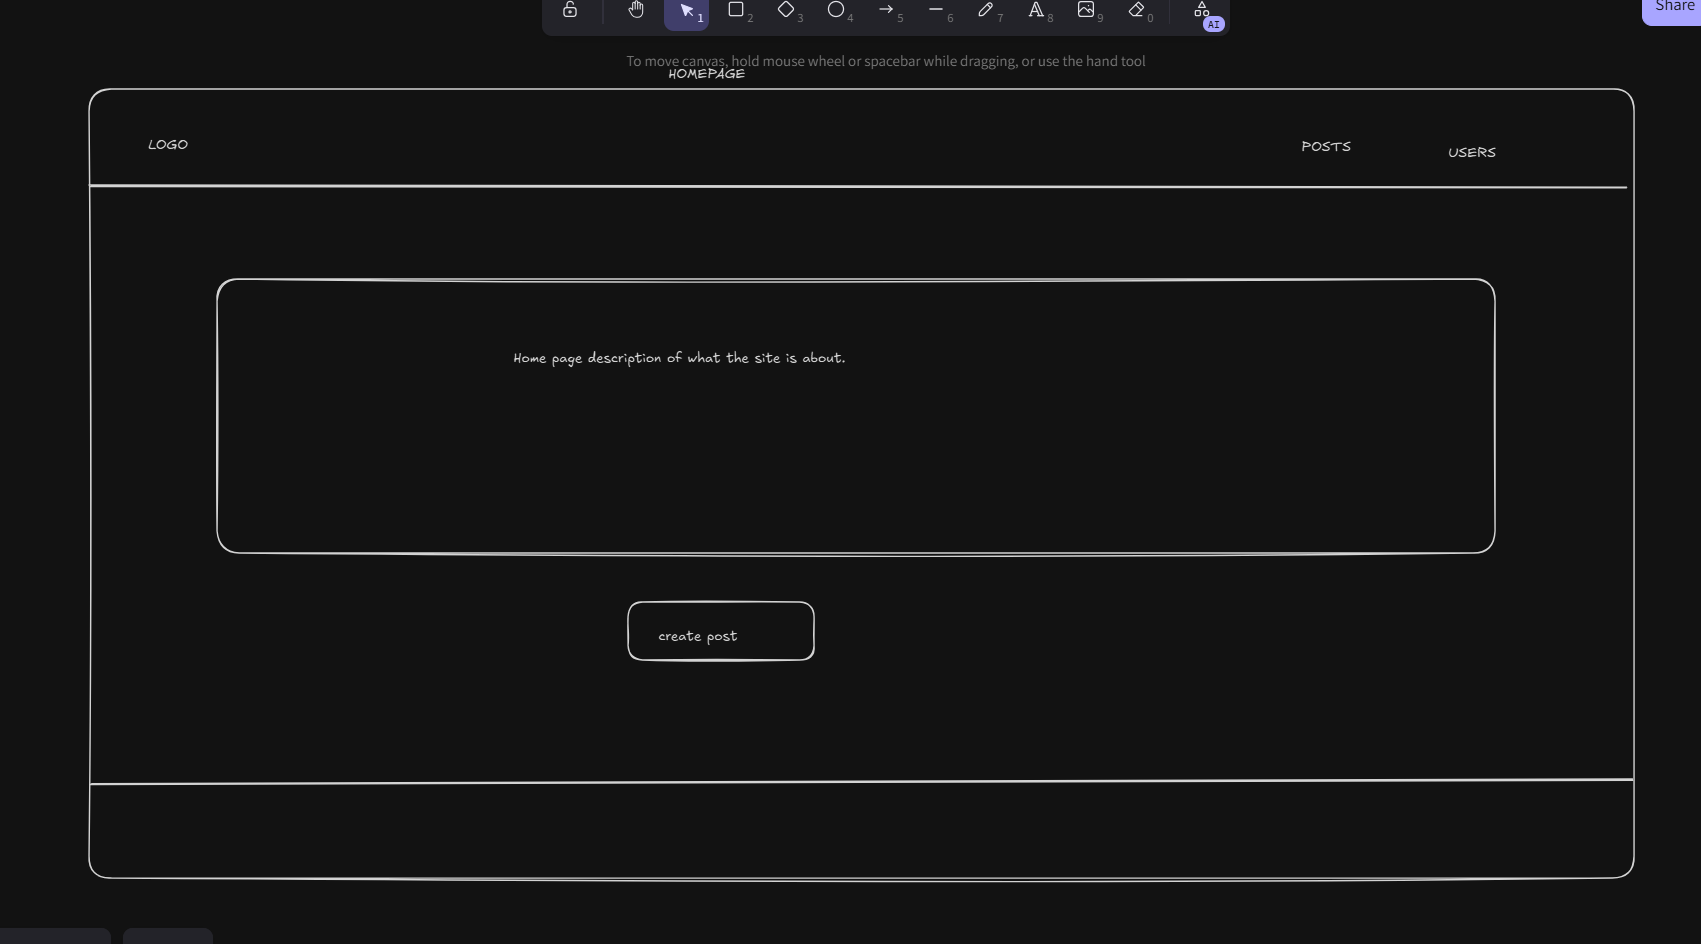 1 2 3 4 5 6 7 8 9 0 AI
Share
To move canvas, hold mouse wheel or spacebar while dragging, or use the hand tool
HOMEPAGE
LOGO
POSTS
USERS
Home page description of what the site is about.
create post